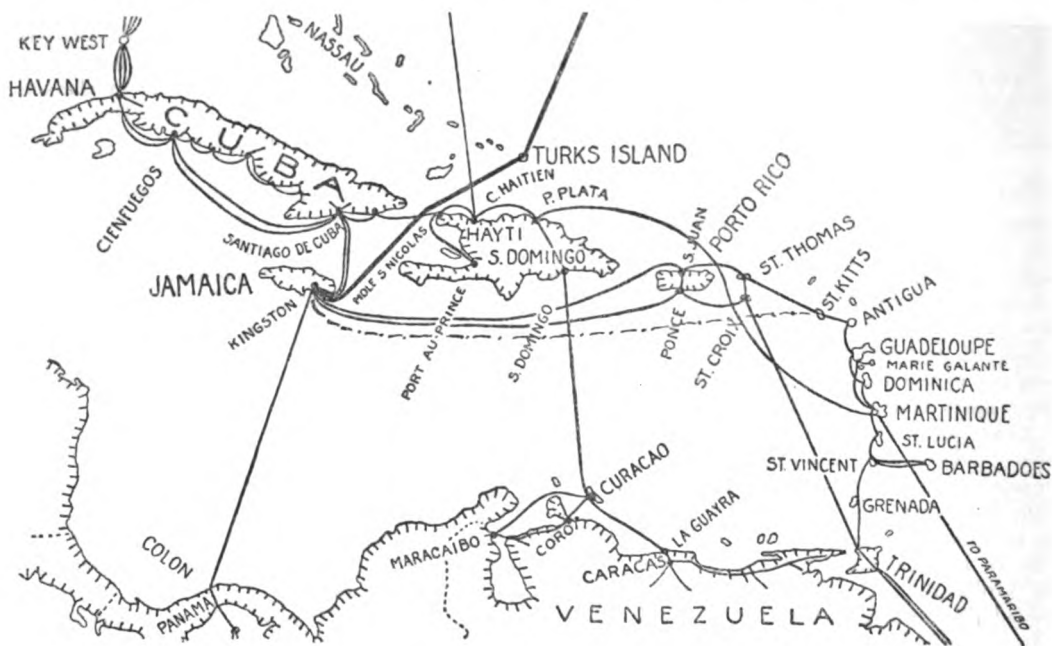 KEY WEST
NASSAU
HAVANA
CUBA
TURKS ISLAND
C. HAITIEN
P. PLATA
CIENFUEGOS
SANTIAGO DE CUBA
MOLE S NICOLAS
HAYTI
S. DOMINGO
S. JUAN
PORTO RICO
ST. THOMAS
ST. KITTS
JAMAICA
KINGSTON
PORT AU-PRINCE
S. DOMINGO
PONCE
ST. CROIX
ANTIGUA
GUADELOUPE
MARIE GALANTE
DOMINICA
MARTINIQUE
ST. LUCIA
ST. VINCENT
BARBADOES
CURACAO
GRENADA
COLON
MARACAIBO
CORO
LA GUAYRA
CARACAS
TRINIDAD
TO PARAMARIBO
PANAMA
VENEZUELA